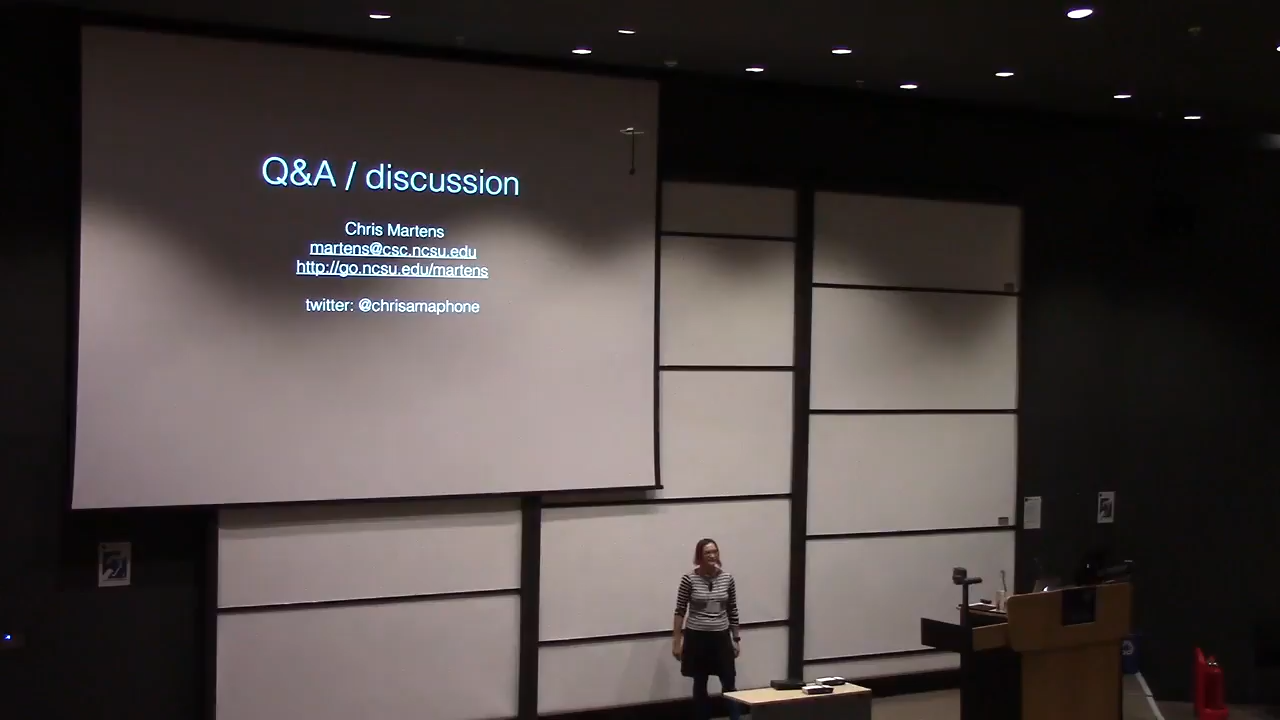 Q&A / discussion
Chris Martens
martens@csc.ncsu.edu
http://go.ncsu.edu/martens
twitter: @chrisamaphone